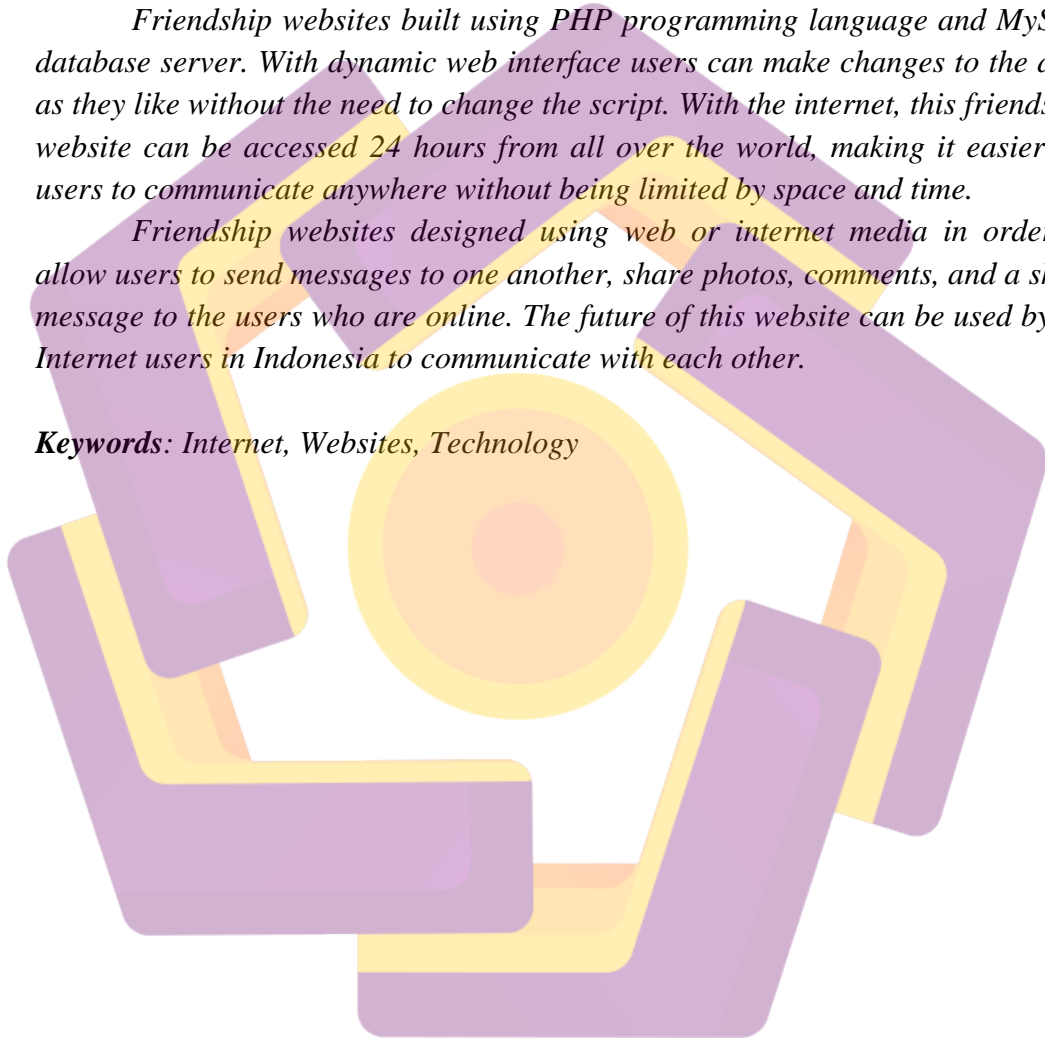 Friendship websites built using PHP programming language and MyS
database server. With dynamic web interface users can make changes to the
as they like without the need to change the script. With the internet, this friends
website can be accessed 24 hours from all over the world, making it easier
users to communicate anywhere without being limited by space and time.
Friendship websites designed using web or internet media in order
allow users to send messages to one another, share photos, comments, and a sh
message to the users who are online. The future of this website can be used by
Internet users in Indonesia to communicate with each other.
Keywords: Internet, Websites, Technology